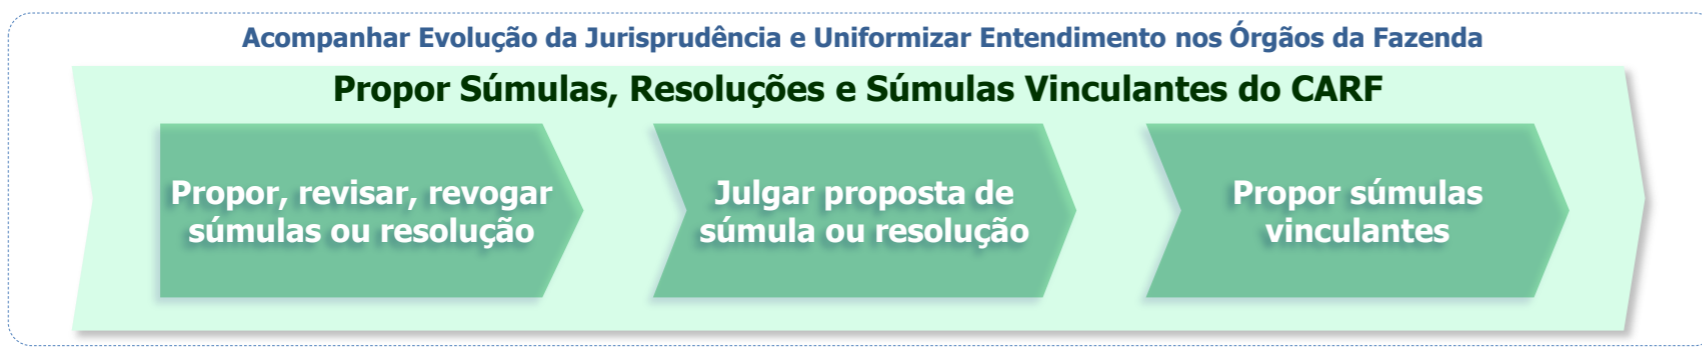 Acompanhar Evolução da Jurisprudência e Uniformizar Entendimento nos Órgãos da Fazenda
Propor Súmulas, Resoluções e Súmulas Vinculantes do CARF
Propor, revisar, revogar
súmulas ou resolução
Julgar proposta de
súmula ou resolução
Propor súmulas
vinculantes